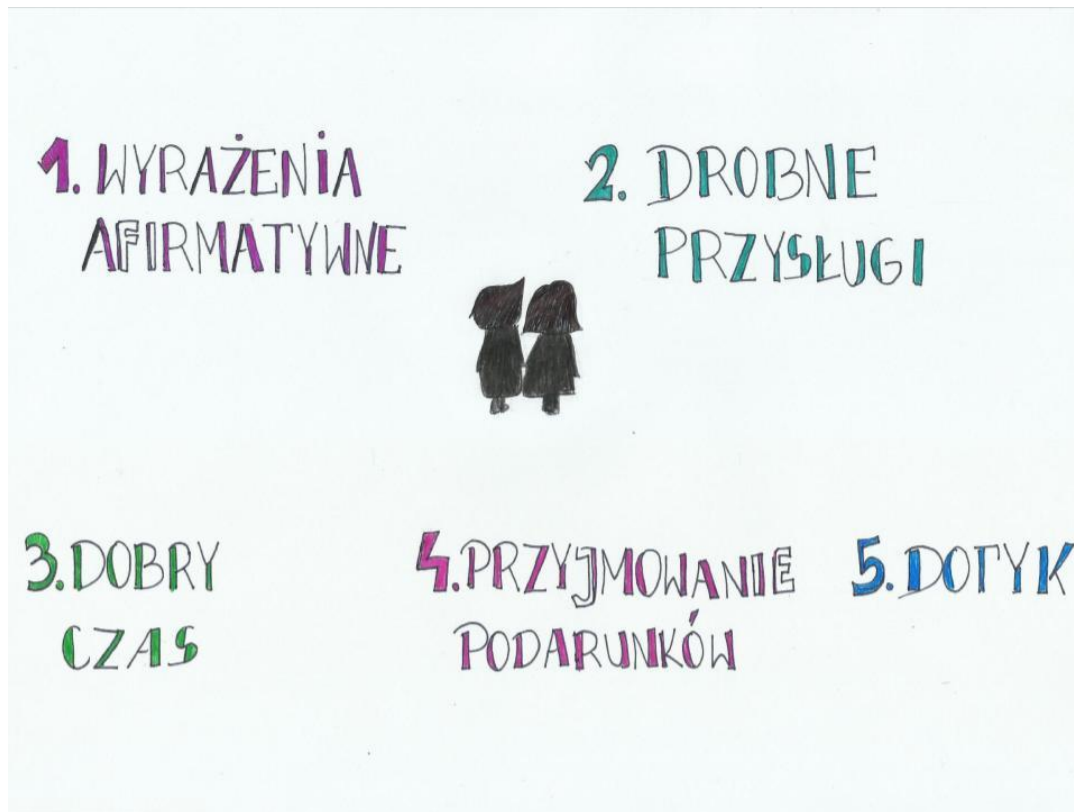 1. WYRAŻENIA
AFIRMATYWNE
2. DROBNE
PRZYSŁUGI
3. DOBRY
CZAS
4. PRZYJMOWANIE
PODARUNKÓW
5. DOTYK